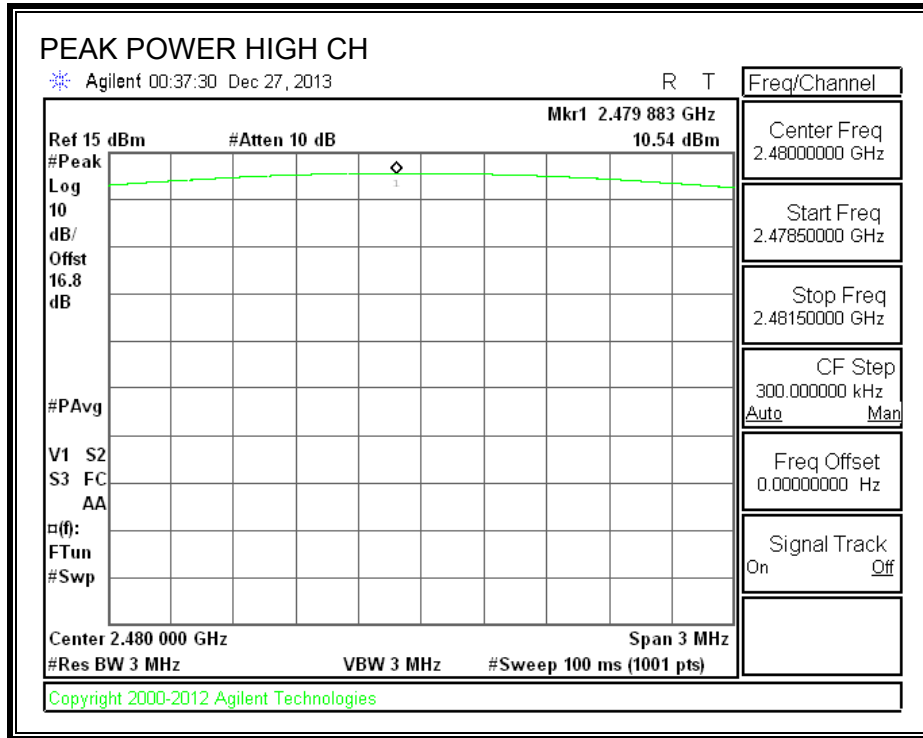 PEAK POWER HIGH CH
Agilent 00:37:30 Dec 27, 2013 R T
Mkr1 2.479 883 GHz
Ref 15 dBm #Atten 10 dB 10.54 dBm
#Peak
Log
10
dB/
Offst
16.8
dB
1
#PAvg
V1 S2
S3 FC
AA
¤(f):
FTun
#Swp
Center 2.480 000 GHz Span 3 MHz
#Res BW 3 MHz VBW 3 MHz #Sweep 100 ms (1001 pts)
Copyright 2000-2012 Agilent Technologies
Freq/Channel
Center Freq
2.48000000 GHz
Start Freq
2.47850000 GHz
Stop Freq
2.48150000 GHz
CF Step
300.000000 kHz
Auto Man
Freq Offset
0.00000000 Hz
Signal Track
On Off